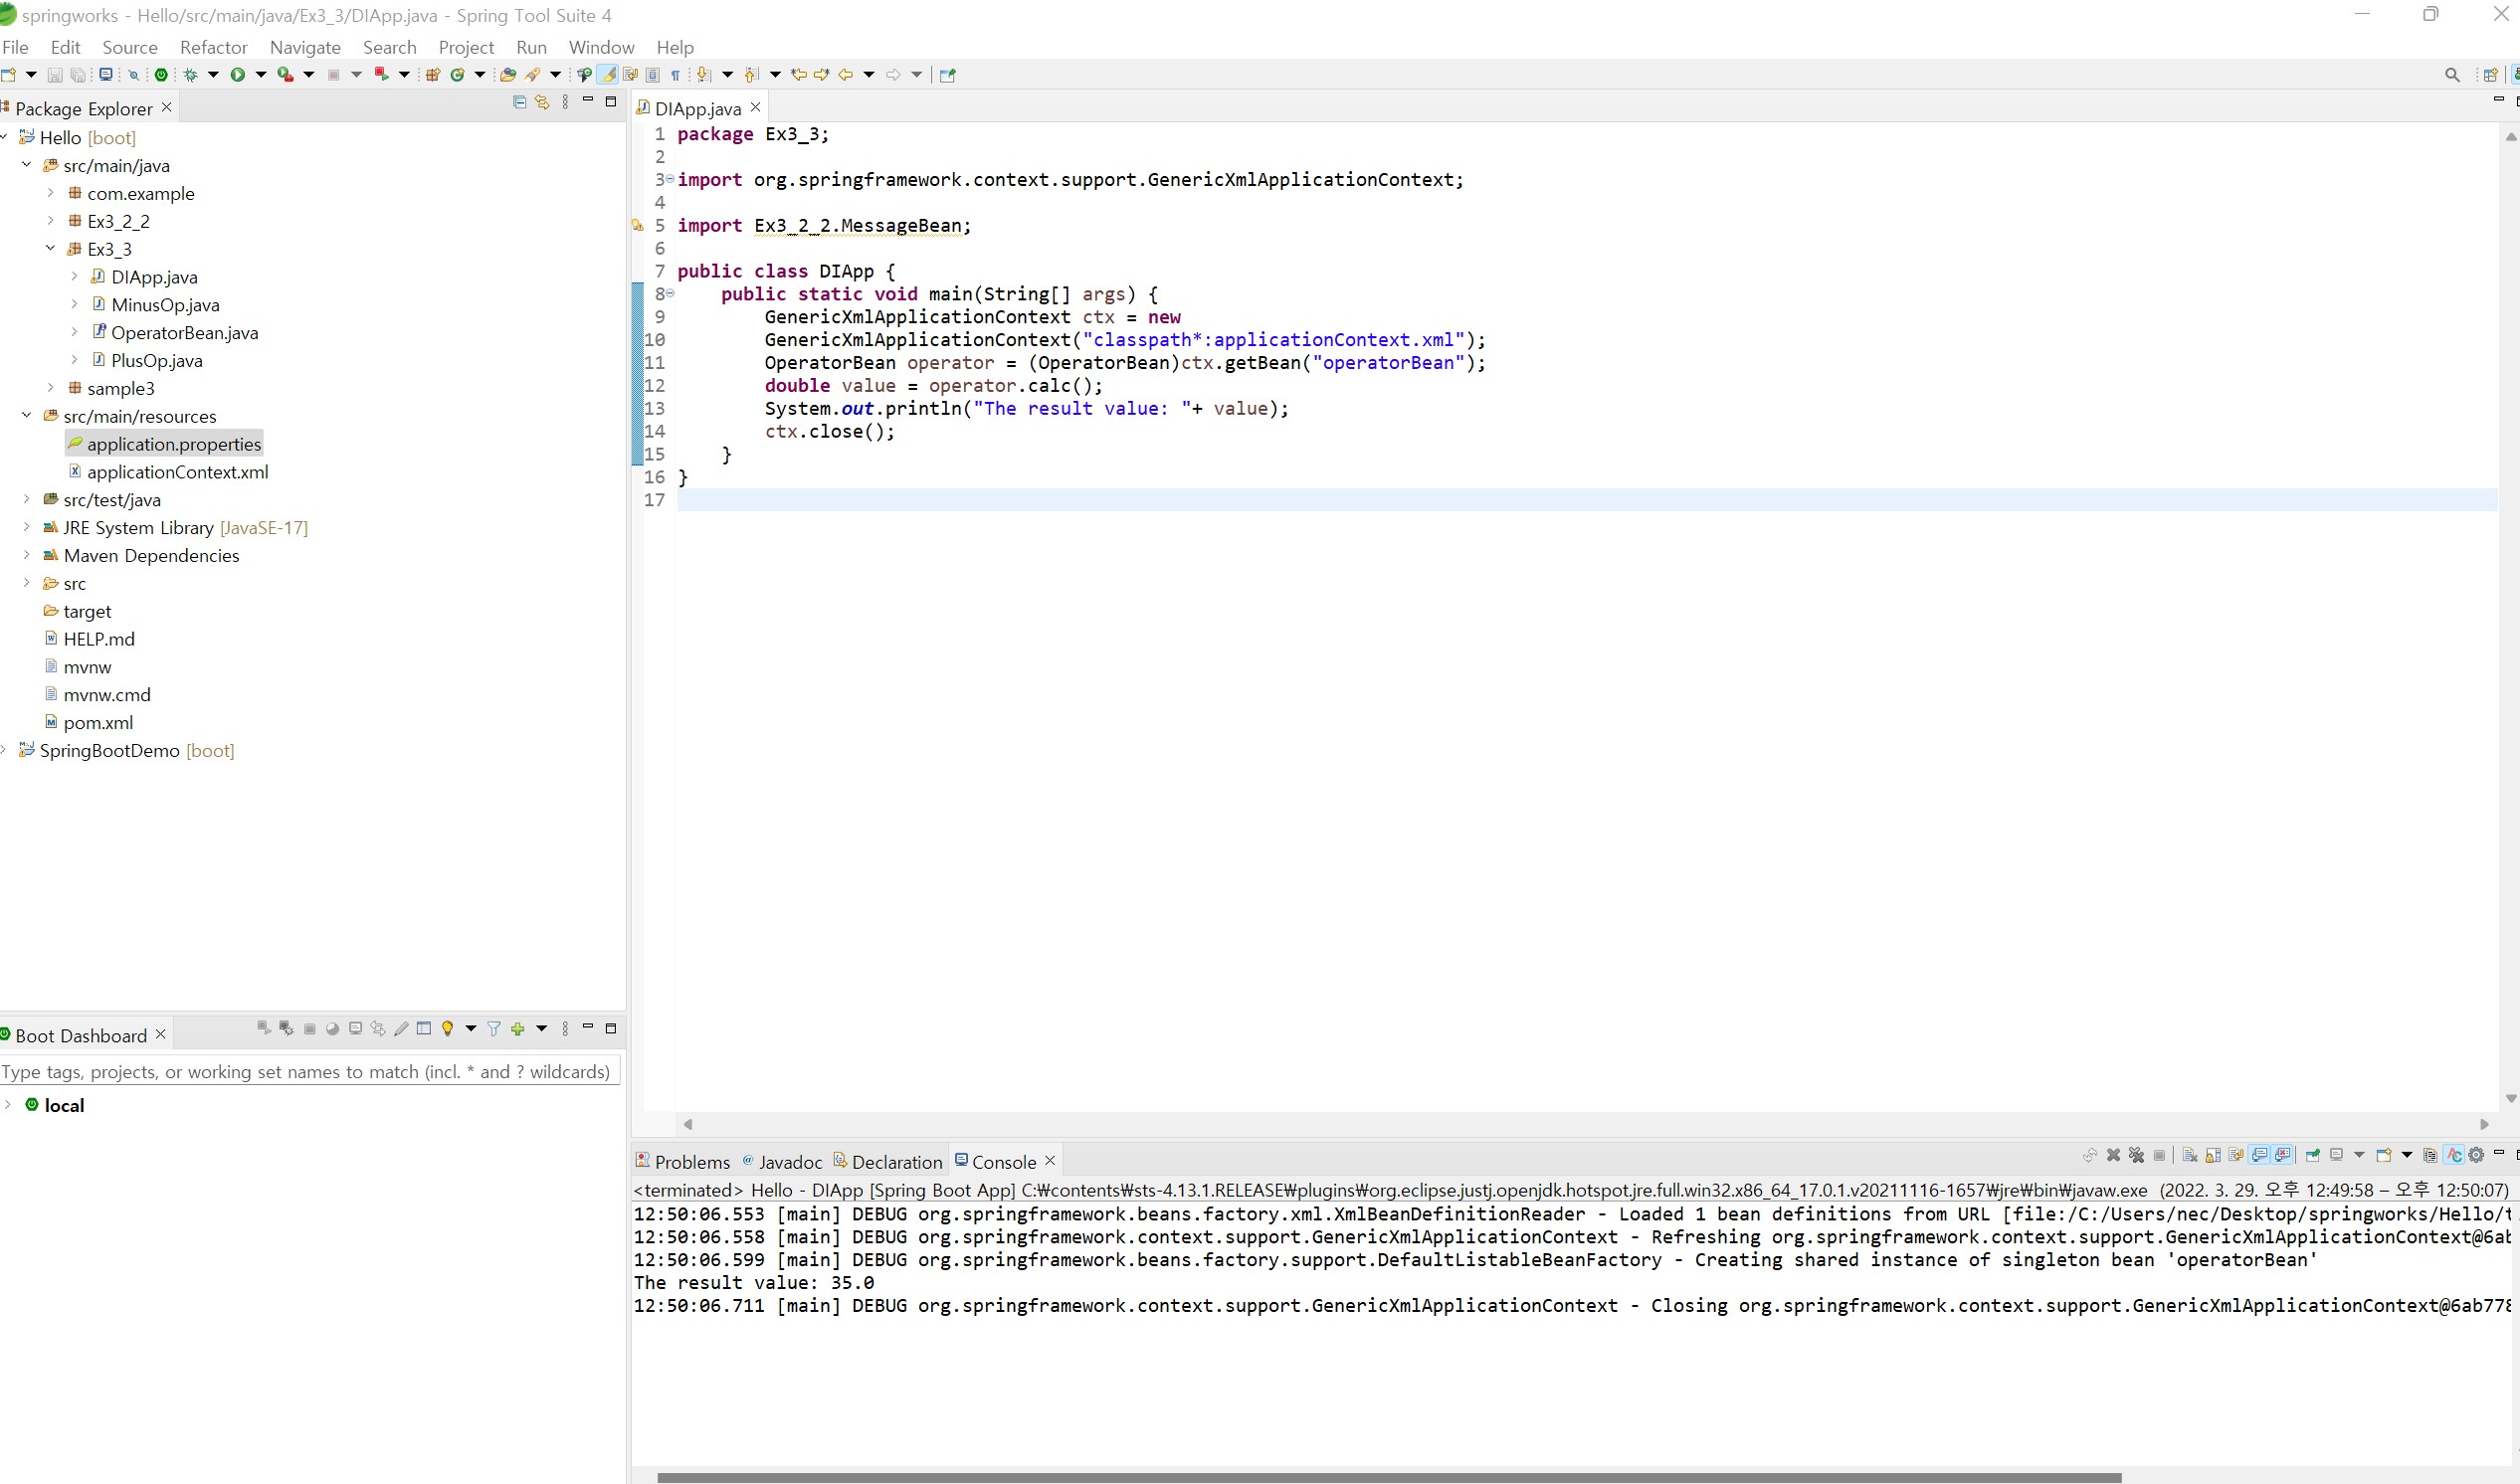 springworks - Hello/src/main/java/Ex3_3/DIApp.java - Spring Tool Suite 4
File Edit Source Refactor Navigate Search Project Run Window Help
Package Explorer
Hello [boot]
src/main/java
com.example
Ex3_2_2
Ex3_3
DIApp.java
MinusOp.java
OperatorBean.java
PlusOp.java
sample3
src/main/resources
application.properties
applicationContext.xml
src/test/java
JRE System Library [JavaSE-17]
Maven Dependencies
src
target
HELP.md
mvnw
mvnw.cmd
pom.xml
SpringBootDemo [boot]
Boot Dashboard
Type tags, projects, or working set names to match (incl. * and ? wildcards)
local
DIApp.java
1 package Ex3_3;
2
3 import org.springframework.context.support.GenericXmlApplicationContext;
4
5 import Ex3_2_2.MessageBean;
6
7 public class DIApp {
8 public static void main(String[] args) {
9 GenericXmlApplicationContext ctx = new
10 GenericXmlApplicationContext("classpath*:applicationContext.xml");
11 OperatorBean operator = (OperatorBean)ctx.getBean("operatorBean");
12 double value = operator.calc();
13 System.out.println("The result value: "+ value);
14 ctx.close();
15 }
16 }
17
Problems @ Javadoc Declaration Console
<terminated> Hello - DIApp [Spring Boot App] C:₩contents₩sts-4.13.1.RELEASE₩plugins₩org.eclipse.justj.openjdk.hotspot.jre.full.win32.x86_64_17.0.1.v20211116-1657₩jre₩bin₩javaw.exe (2022. 3. 29. 오후 12:49:58 – 오후 12:50:07)
12:50:06.553 [main] DEBUG org.springframework.beans.factory.xml.XmlBeanDefinitionReader - Loaded 1 bean definitions from URL [file:/C:/Users/nec/Desktop/springworks/Hello/t
12:50:06.558 [main] DEBUG org.springframework.context.support.GenericXmlApplicationContext - Refreshing org.springframework.context.support.GenericXmlApplicationContext@6ab
12:50:06.599 [main] DEBUG org.springframework.beans.factory.support.DefaultListableBeanFactory - Creating shared instance of singleton bean 'operatorBean'
The result value: 35.0
12:50:06.711 [main] DEBUG org.springframework.context.support.GenericXmlApplicationContext - Closing org.springframework.context.support.GenericXmlApplicationContext@6ab778